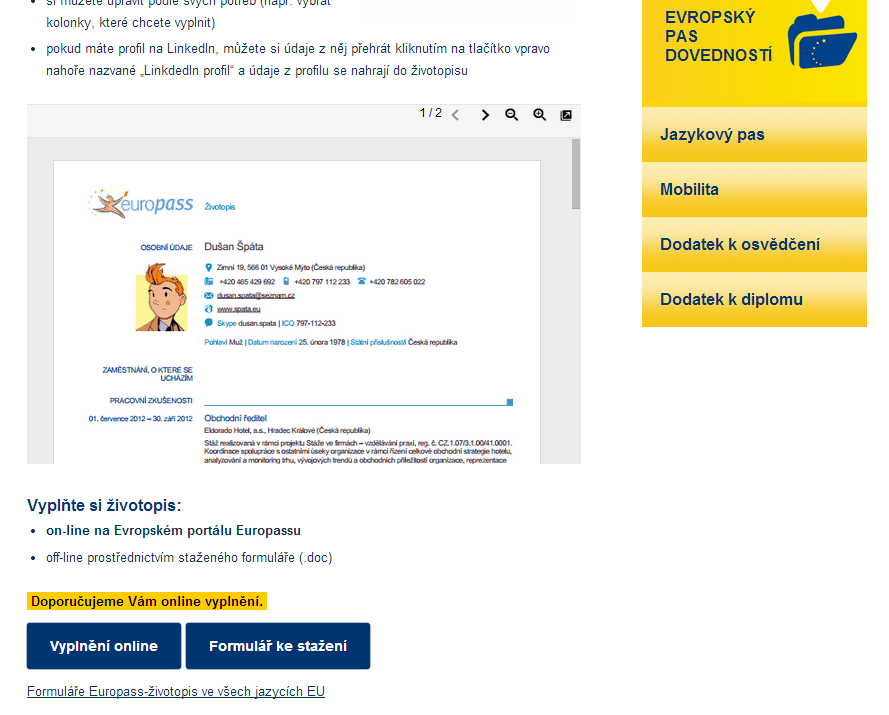 si můžete upravit podle svých potřeb (např. vybrat
kolonky, které chcete vyplnit)
pokud máte profil na LinkedIn, můžete si údaje z něj přehrát kliknutím na tlačítko vpravo
nahoře nazvané „LinkdedIn profil“ a údaje z profilu se nahrají do životopisu
1 / 2
europass Životopis
OSOBNÍ ÚDAJE Dušan Špáta
Zimní 19, 566 01 Vysoké Mýto (Česká republika)
+420 465 429 692 +420 797 112 233 +420 782 605 022
dusan.spata@seznam.cz
www.spata.eu
Skype dusan.spata | ICQ 797-112-233
Pohlaví Muž | Datum narození 25. února 1978 | Státní příslušnost Česká republika
ZAMĚSTNÁNÍ, O KTERÉ SE
UCHÁZÍM
PRACOVNÍ ZKUŠENOSTI
01. července 2012 – 30. září 2012 Obchodní ředitel
Eldorado Hotel, a.s., Hradec Králové (Česká republika)
Stáž realizovaná v rámci projektu Stáže ve firmách – vzdělávání praxí, reg. č. CZ.1.07/3.1.00/41.0001.
Koordinace spolupráce s ostatními úseky organizace v rámci řízení celkové obchodní strategie hotelu,
analyzování a monitoring trhu, vývojových trendů a obchodních příležitostí organizace, reprezentace
Vyplňte si životopis:
on-line na Evropském portálu Europassu
off-line prostřednictvím staženého formuláře (.doc)
Doporučujeme Vám online vyplnění.
Vyplnění online
Formulář ke stažení
Formuláře Europass-životopis ve všech jazycích EU
EVROPSKÝ
PAS
DOVEDNOSTÍ
Jazykový pas
Mobilita
Dodatek k osvědčení
Dodatek k diplomu